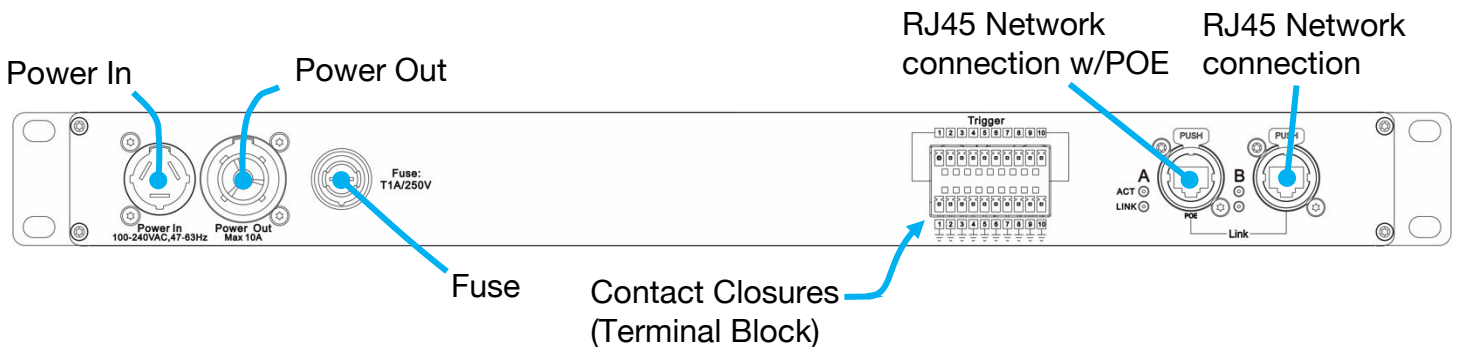 RJ45 Network
connection w/POE
RJ45 Network
connection
Power In
Power Out
Trigger
1 2 3 4 5 6 7 8 9 10
PUSH
PUSH
Fuse:
T1A/250V
A
B
ACT
LINK
POE
Power In
100-240VAC,47-63Hz
Power Out
Max 10A
1 2 3 4 5 6 7 8 9 10
Link
Fuse
Contact Closures
(Terminal Block)